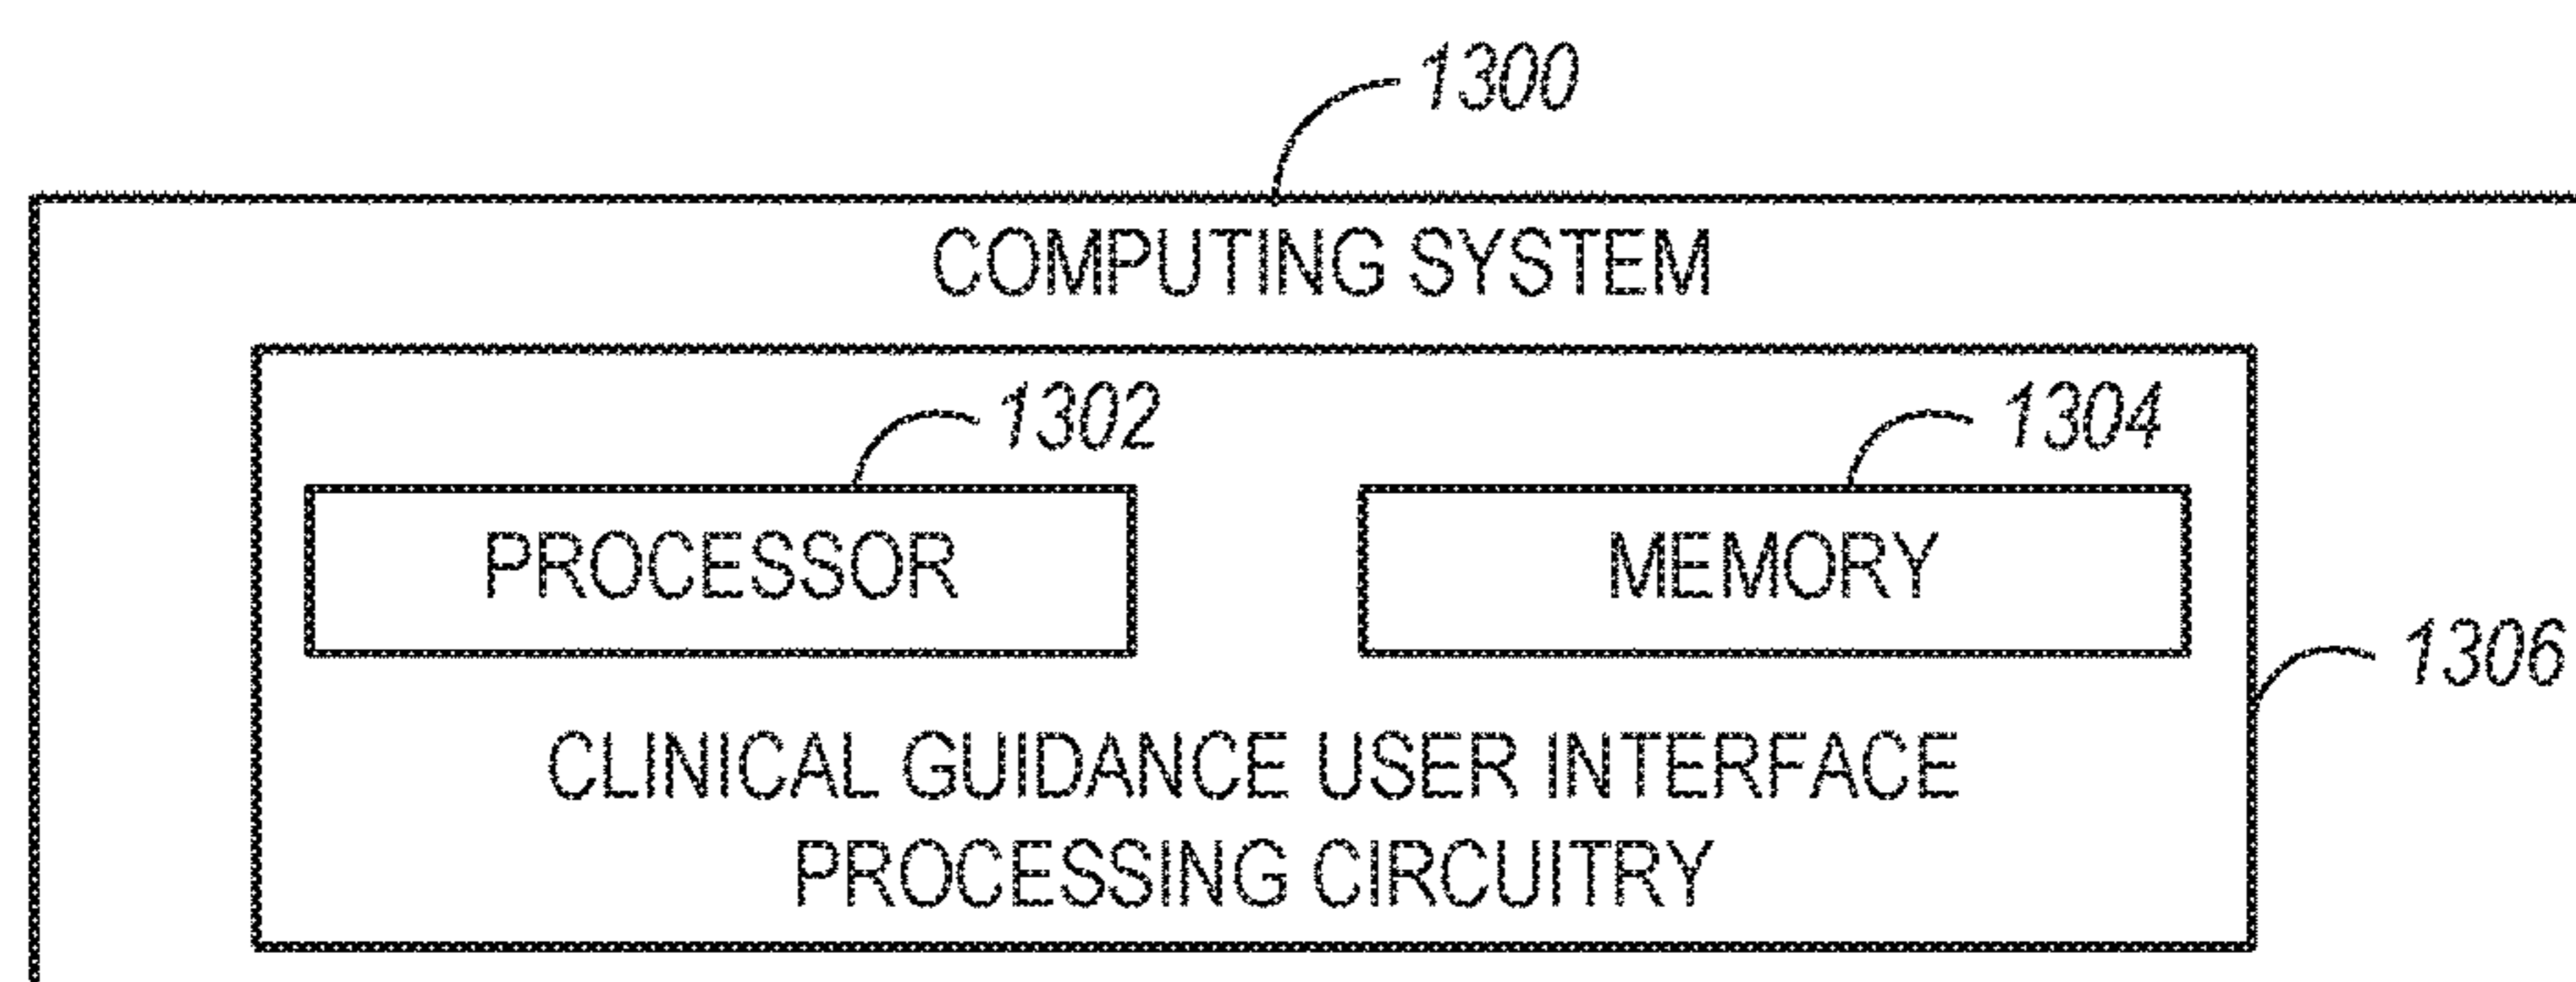 1300
COMPUTING SYSTEM
1302
1304
PROCESSOR
MEMORY
1306
CLINICAL GUIDANCE USER INTERFACE
PROCESSING CIRCUITRY